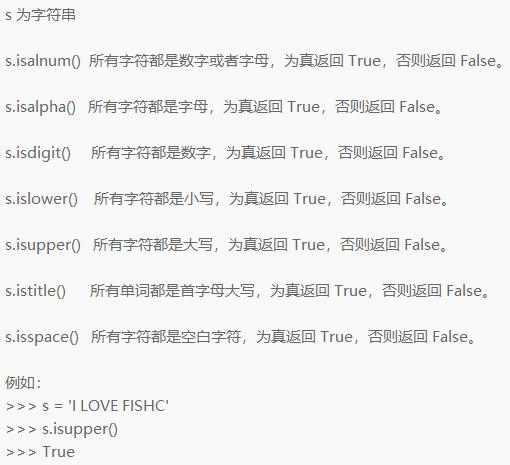 s 为字符串
s.isalnum() 所有字符都是数字或者字母，为真返回 True，否则返回 False。
s.isalpha() 所有字符都是字母，为真返回 True，否则返回 False。
s.isdigit() 所有字符都是数字，为真返回 True，否则返回 False。
s.islower() 所有字符都是小写，为真返回 True，否则返回 False。
s.isupper() 所有字符都是大写，为真返回 True，否则返回 False。
s.istitle() 所有单词都是首字母大写，为真返回 True，否则返回 False。
s.isspace() 所有字符都是空白字符，为真返回 True，否则返回 False。
例如：
>>> s = 'I LOVE FISHC'
>>> s.isupper()
>>> True